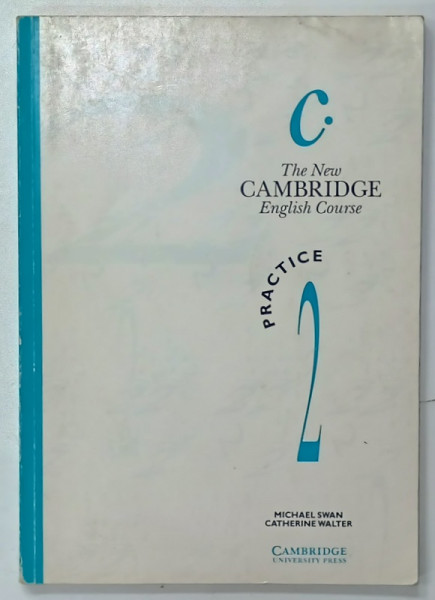 c.
The New
CAMBRIDGE
English Course
PRACTICE
2
MICHAEL SWAN
CATHERINE WALTER
CAMBRIDGE
UNIVERSITY PRESS